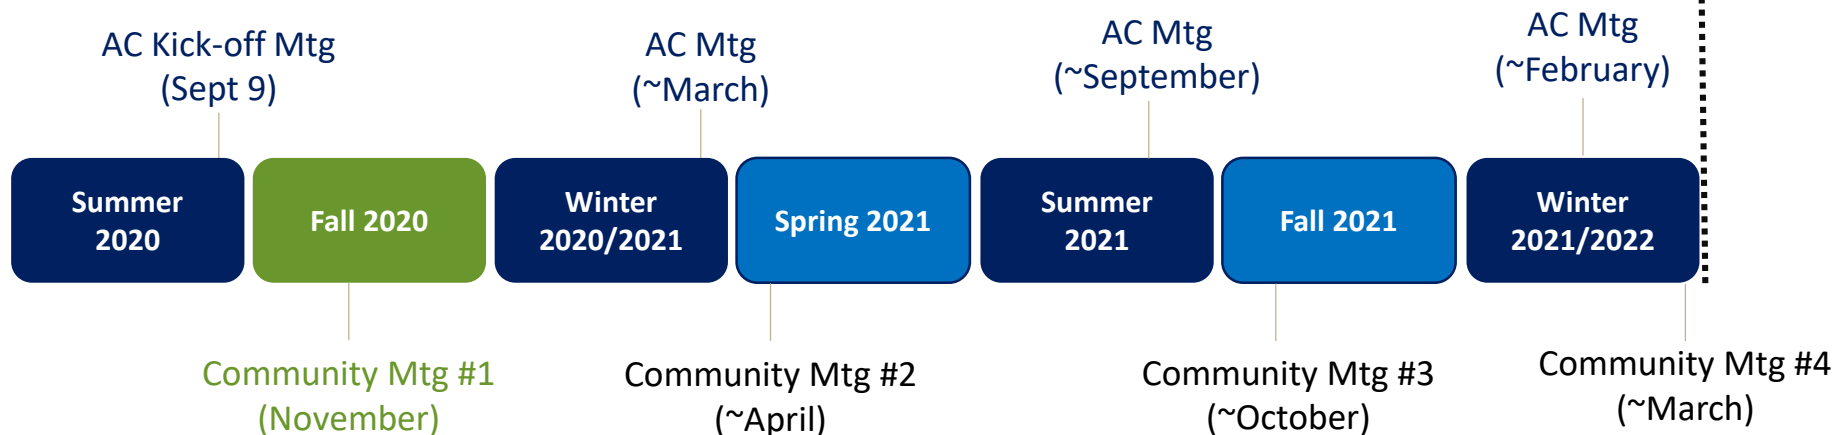 AC Kick-off Mtg
(Sept 9)
AC Mtg
(~March)
AC Mtg
(~September)
AC Mtg
(~February)
Summer
2020
Fall 2020
Winter
2020/2021
Spring 2021
Summer
2021
Fall 2021
Winter
2021/2022
Community Mtg #1
(November)
Community Mtg #2
(~April)
Community Mtg #3
(~October)
Community Mtg #4
(~March)